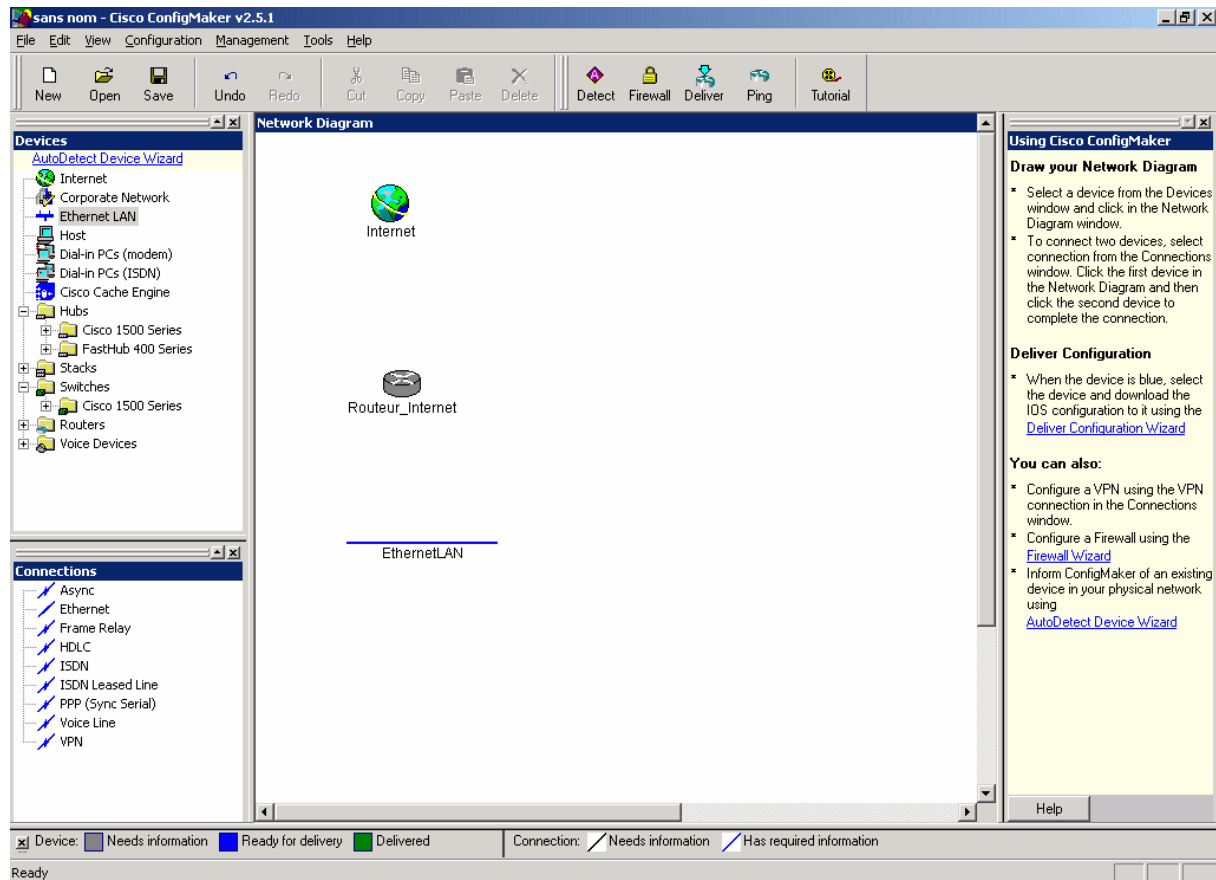 sans nom - Cisco ConfigMaker v2.5.1
File Edit View Configuration Management Tools Help
New Open Save Undo Redo Cut Copy Paste Delete Detect Firewall Deliver Ping Tutorial
Devices
AutoDetect Device Wizard
Internet
Corporate Network
Ethernet LAN
Host
Dial-in PCs (modem)
Dial-in PCs (ISDN)
Cisco Cache Engine
Hubs
Cisco 1500 Series
FastHub 400 Series
Stacks
Switches
Cisco 1500 Series
Routers
Voice Devices
Connections
Async
Ethernet
Frame Relay
HDLC
ISDN
ISDN Leased Line
PPP (Sync Serial)
Voice Line
VPN
Network Diagram
Internet
Routeur_Internet
EthernetLAN
Using Cisco ConfigMaker
Draw your Network Diagram
* Select a device from the Devices
window and click in the Network
Diagram window.
* To connect two devices, select
connection from the Connections
window. Click the first device in
the Network Diagram and then
click the second device to
complete the connection.
Deliver Configuration
* When the device is blue, select
the device and download the
IOS configuration to it using the
Deliver Configuration Wizard
You can also:
* Configure a VPN using the VPN
connection in the Connections
window.
* Configure a Firewall using the
Firewall Wizard
* Inform ConfigMaker of an existing
device in your physical network
using
AutoDetect Device Wizard
Help
Device: Needs information Ready for delivery Delivered Connection: Needs information Has required information
Ready